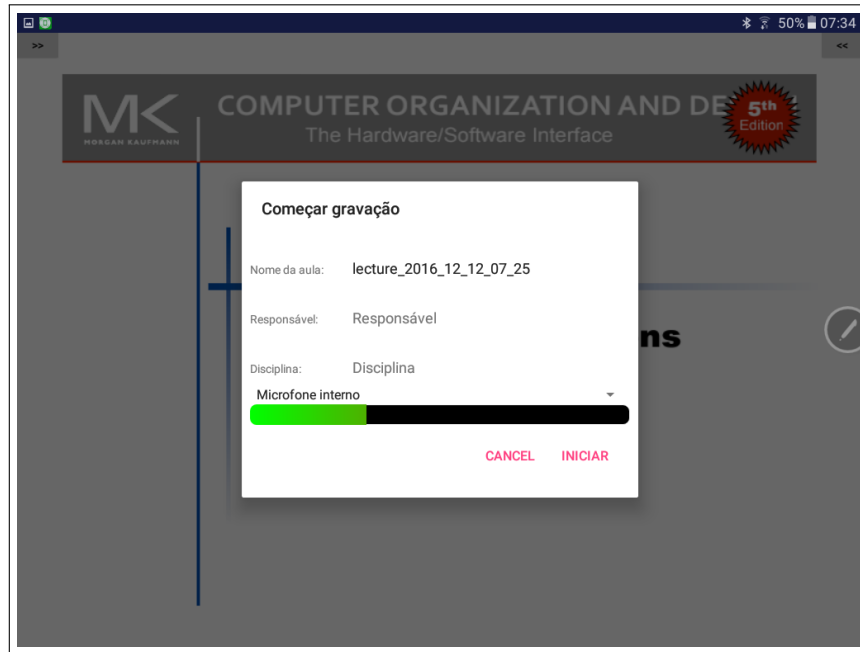 50% 07:34
>> <<
MK
MORGAN KAUFMANN
COMPUTER ORGANIZATION AND DE
The Hardware/Software Interface
5th
Edition
Começar gravação
Nome da aula: lecture_2016_12_12_07_25
Responsável: Responsável
ns
Disciplina: Disciplina
Microfone interno
CANCEL INICIAR